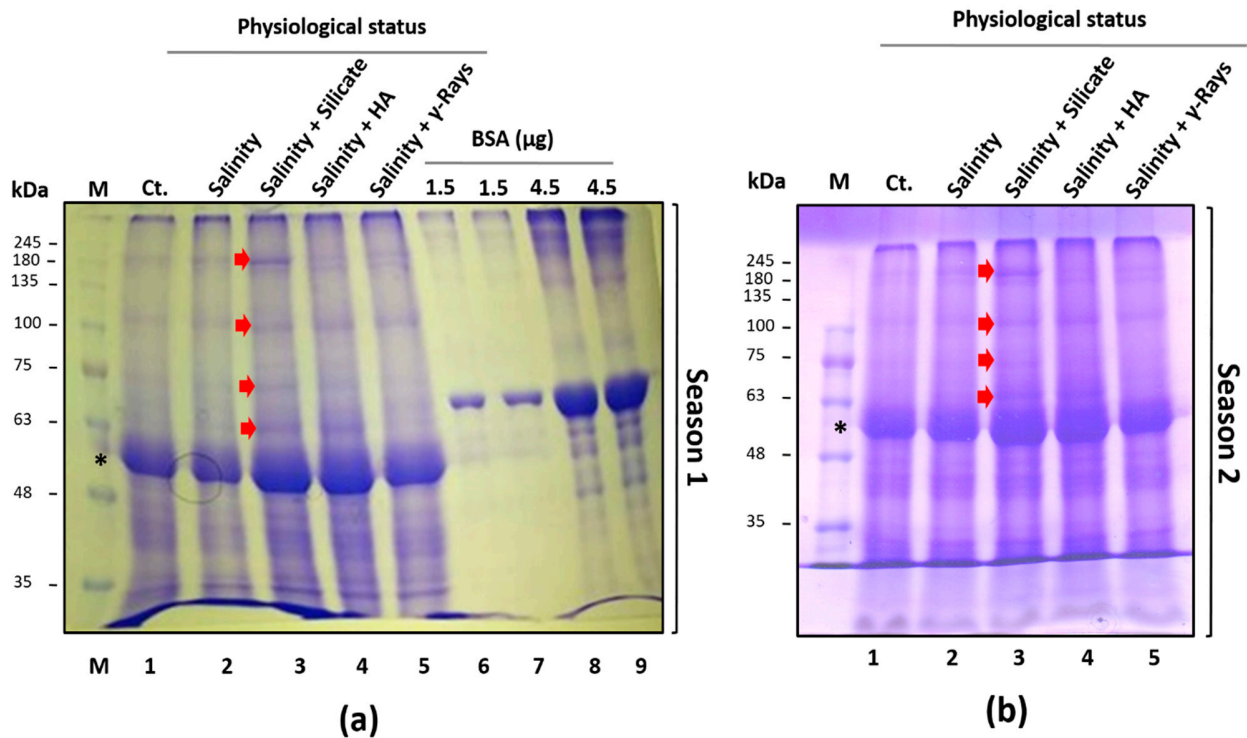 Physiological status
Salinity
Salinity + Silicate
Salinity + HA
Salinity + γ-Rays
BSA (µg)
kDa M Ct. 1.5 1.5 4.5 4.5
245 –
180 –
135 –
100 –
75 –
63 –
*
48 –
35 –
Season 1
M 1 2 3 4 5 6 7 8 9
(a)
Physiological status
Salinity
Salinity + Silicate
Salinity + HA
Salinity + γ-Rays
kDa M Ct.
245 –
180 –
135 –
100 –
75 –
63 –
*
48 –
35 –
Season 2
1 2 3 4 5
(b)